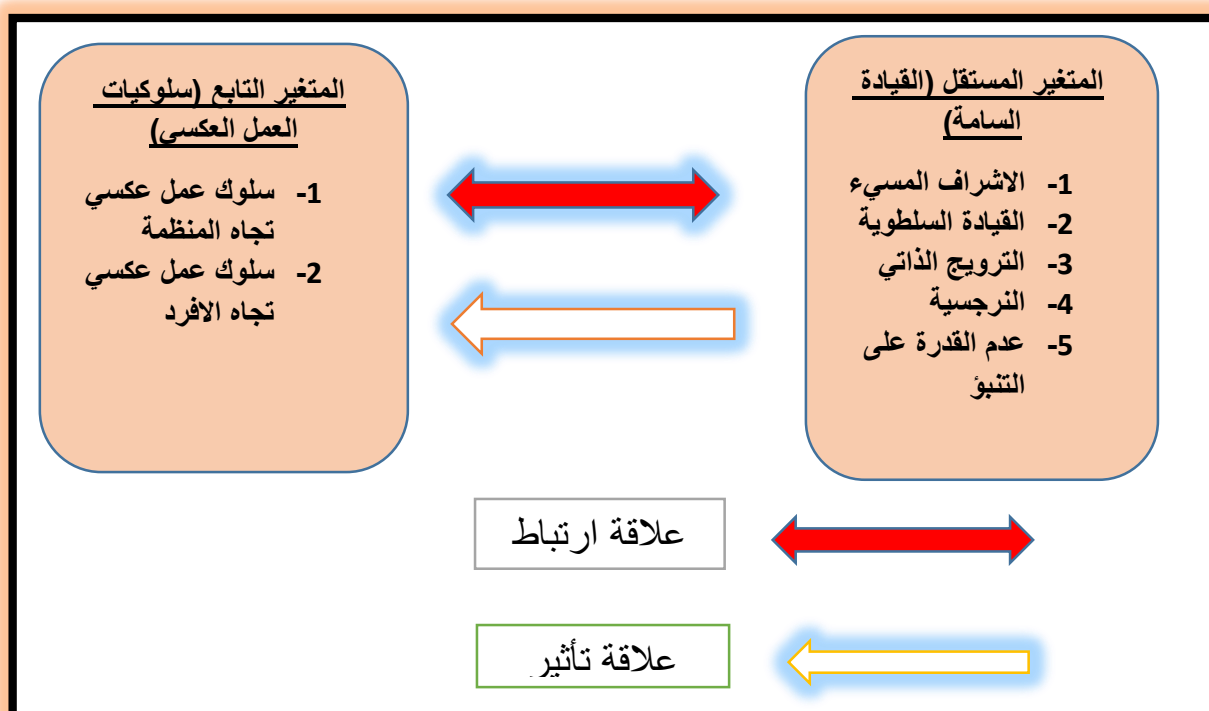 المتغير المستقل (القيادة
السامة)
1- الاشراف المسيء
2- القيادة السلطوية
3- الترويج الذاتي
4- النرجسية
5- عدم القدرة على
التنبؤ
المتغير التابع (سلوكيات
العمل العكسي)
1- سلوك عمل عكسي
تجاه المنظمة
2- سلوك عمل عكسي
تجاه الافرد
علاقة ارتباط
علاقة تأثير